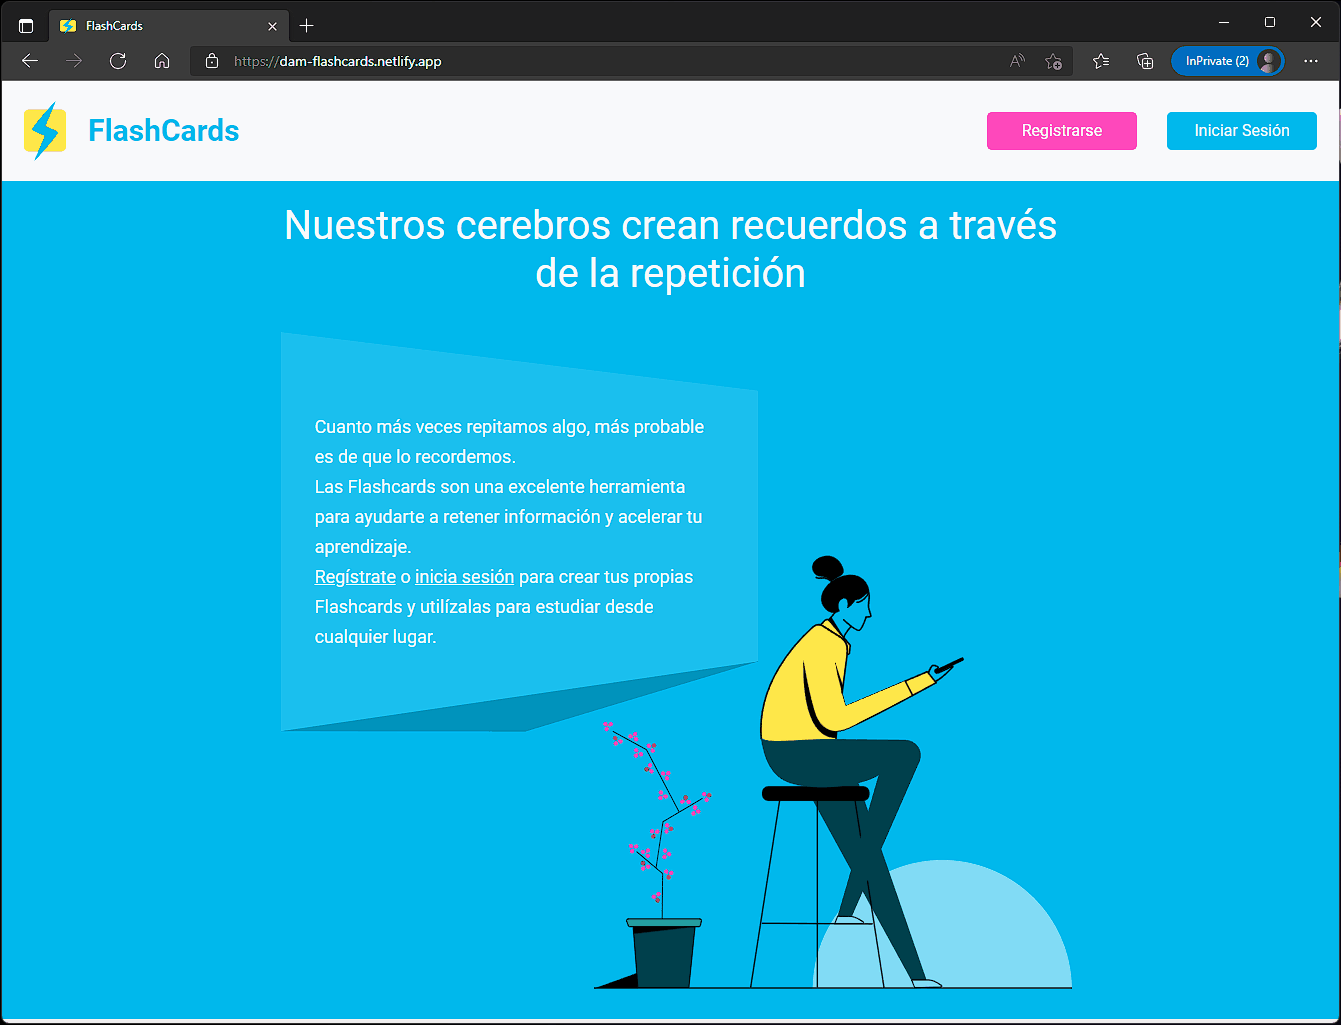 FlashCards
https://dam-flashcards.netlify.app
InPrivate (2)
FlashCards
Registrarse
Iniciar Sesión
Nuestros cerebros crean recuerdos a través
de la repetición
Cuanto más veces repitamos algo, más probable
es de que lo recordemos.
Las Flashcards son una excelente herramienta
para ayudarte a retener información y acelerar tu
aprendizaje.
Regístrate o inicia sesión para crear tus propias
Flashcards y utilízalas para estudiar desde
cualquier lugar.